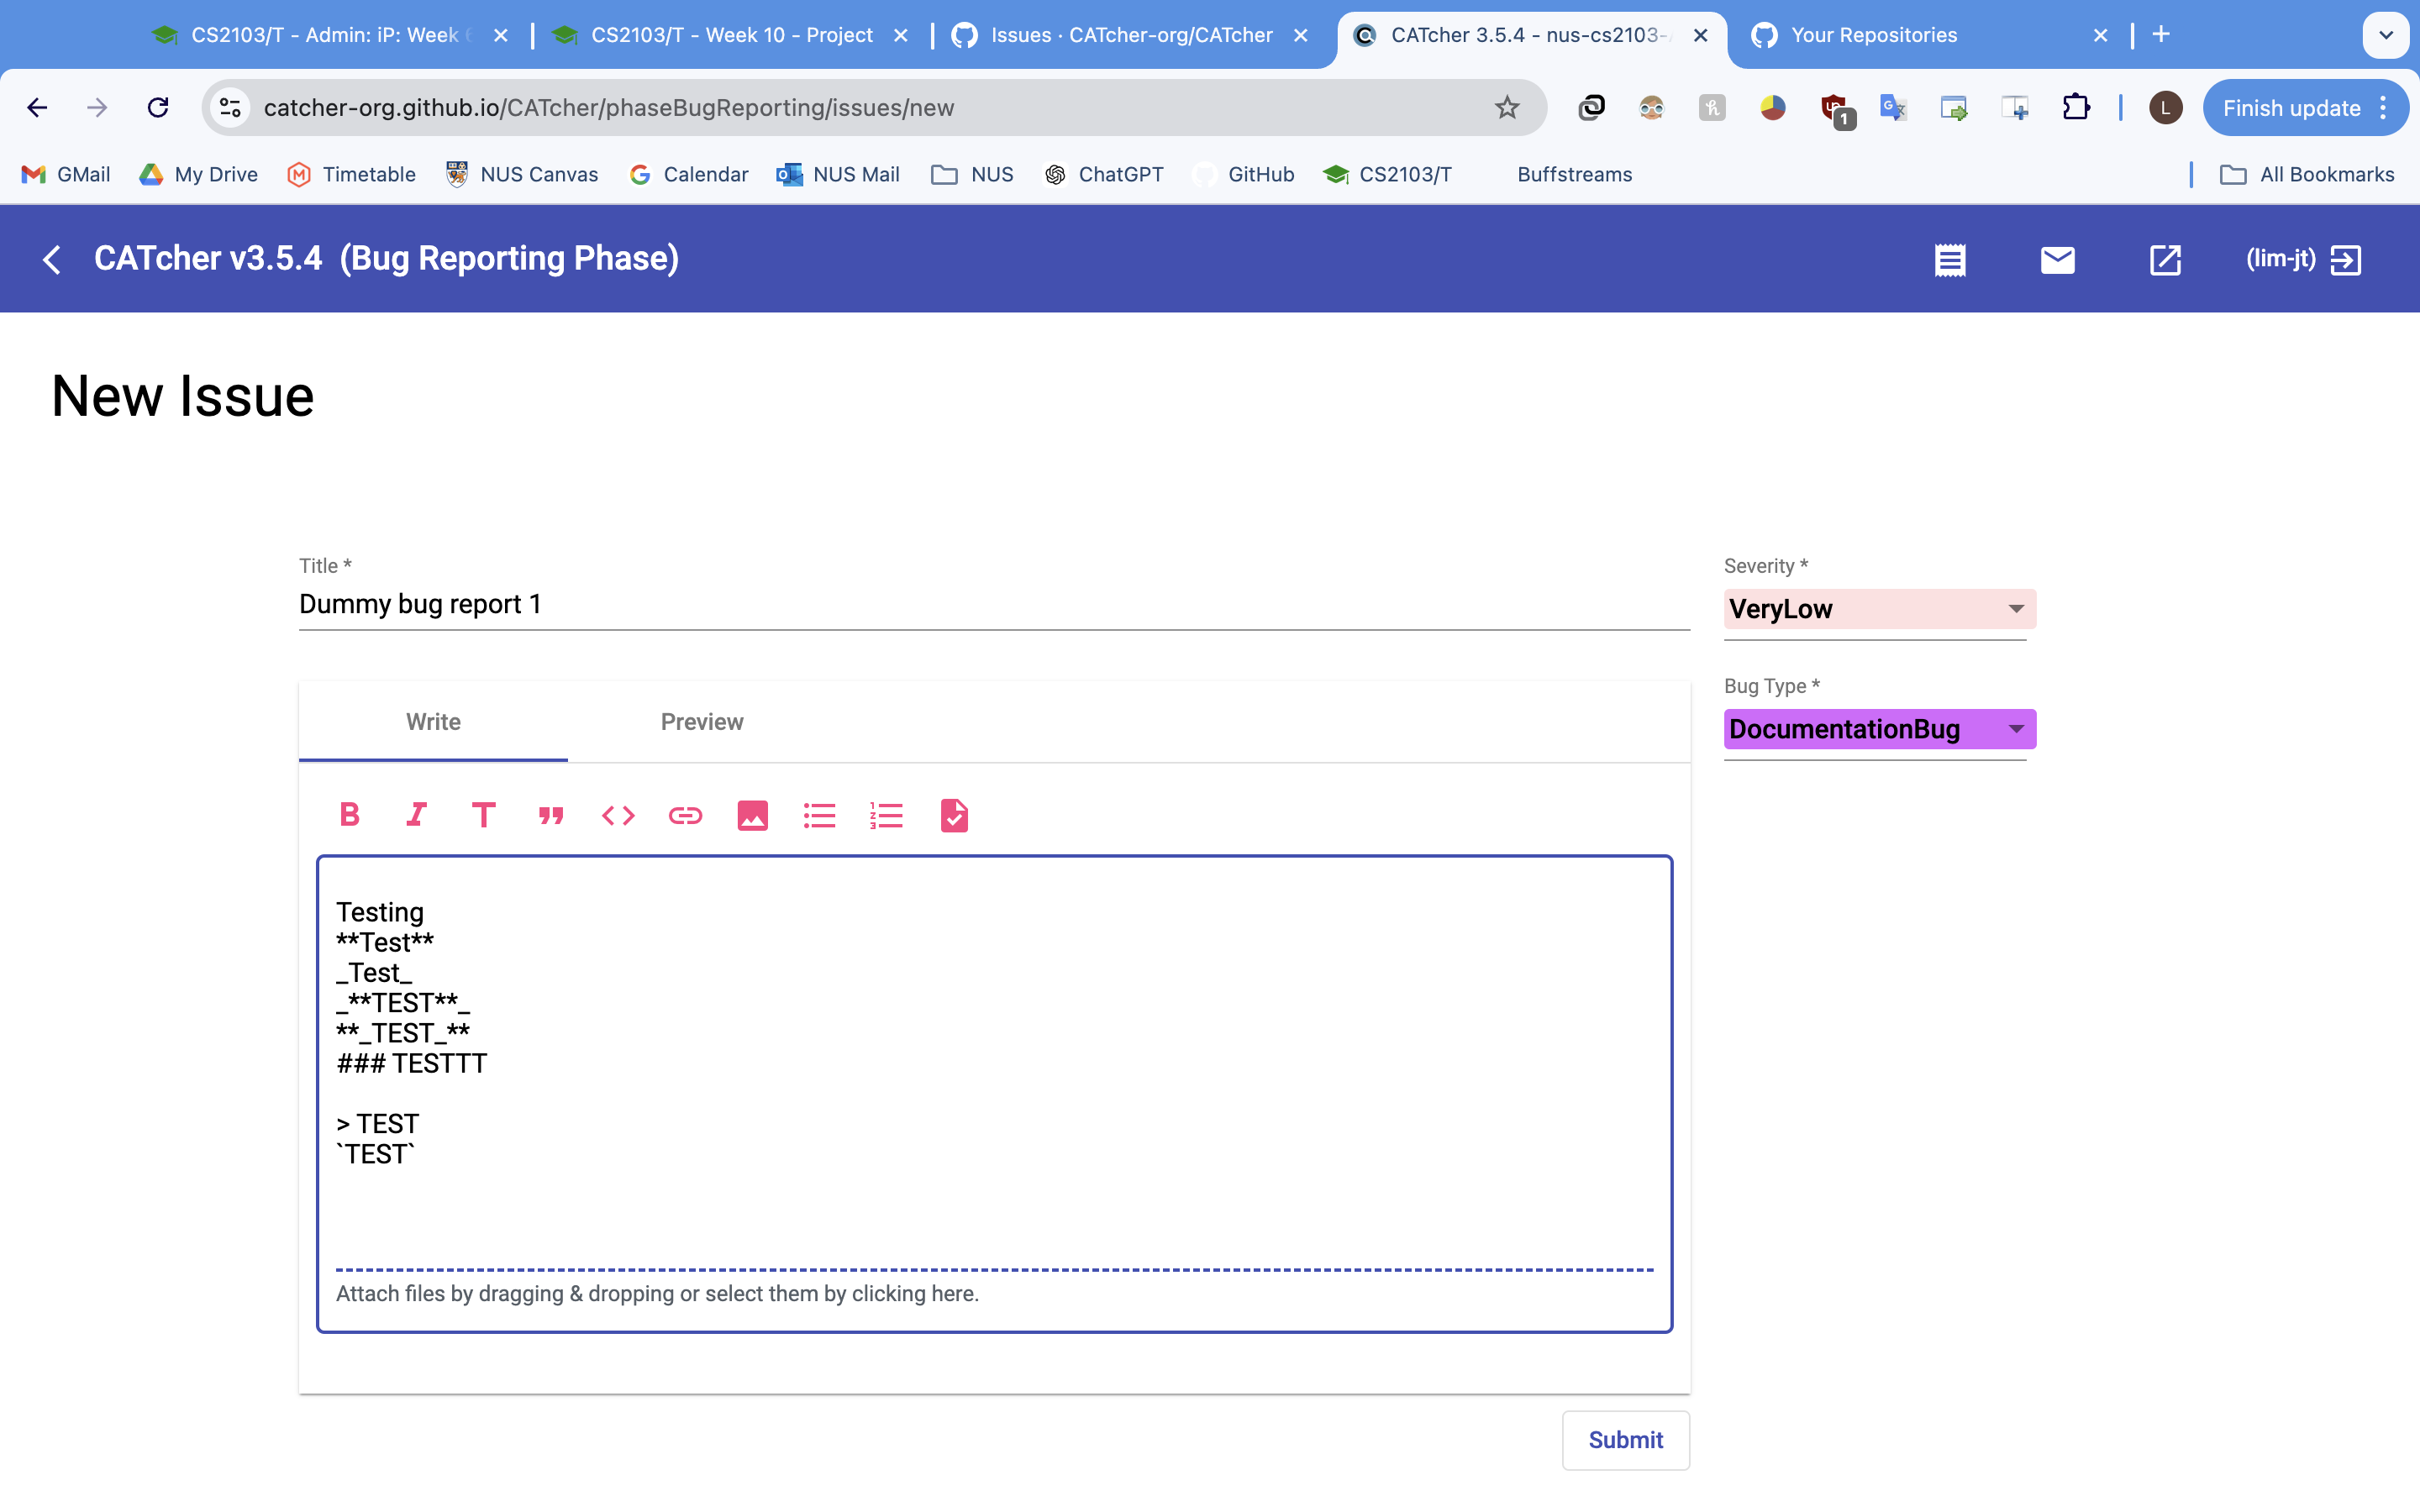 CS2103/T - Admin: iP: Week 6
CS2103/T - Week 10 - Project
Issues · CATcher-org/CATcher
CATcher 3.5.4 - nus-cs2103-
Your Repositories
catcher-org.github.io/CATcher/phaseBugReporting/issues/new
1
L
Finish update
GMail
My Drive
Timetable
NUS Canvas
Calendar
NUS Mail
NUS
ChatGPT
GitHub
CS2103/T
Buffstreams
All Bookmarks
CATcher v3.5.4 (Bug Reporting Phase)
(lim-jt)
New Issue
Title *
Dummy bug report 1
Severity *
VeryLow
Bug Type *
DocumentationBug
Write
Preview
Testing
**Test**
_Test_
_**TEST**_
**_TEST_**
### TESTTT
> TEST
`TEST`
Attach files by dragging & dropping or select them by clicking here.
Submit